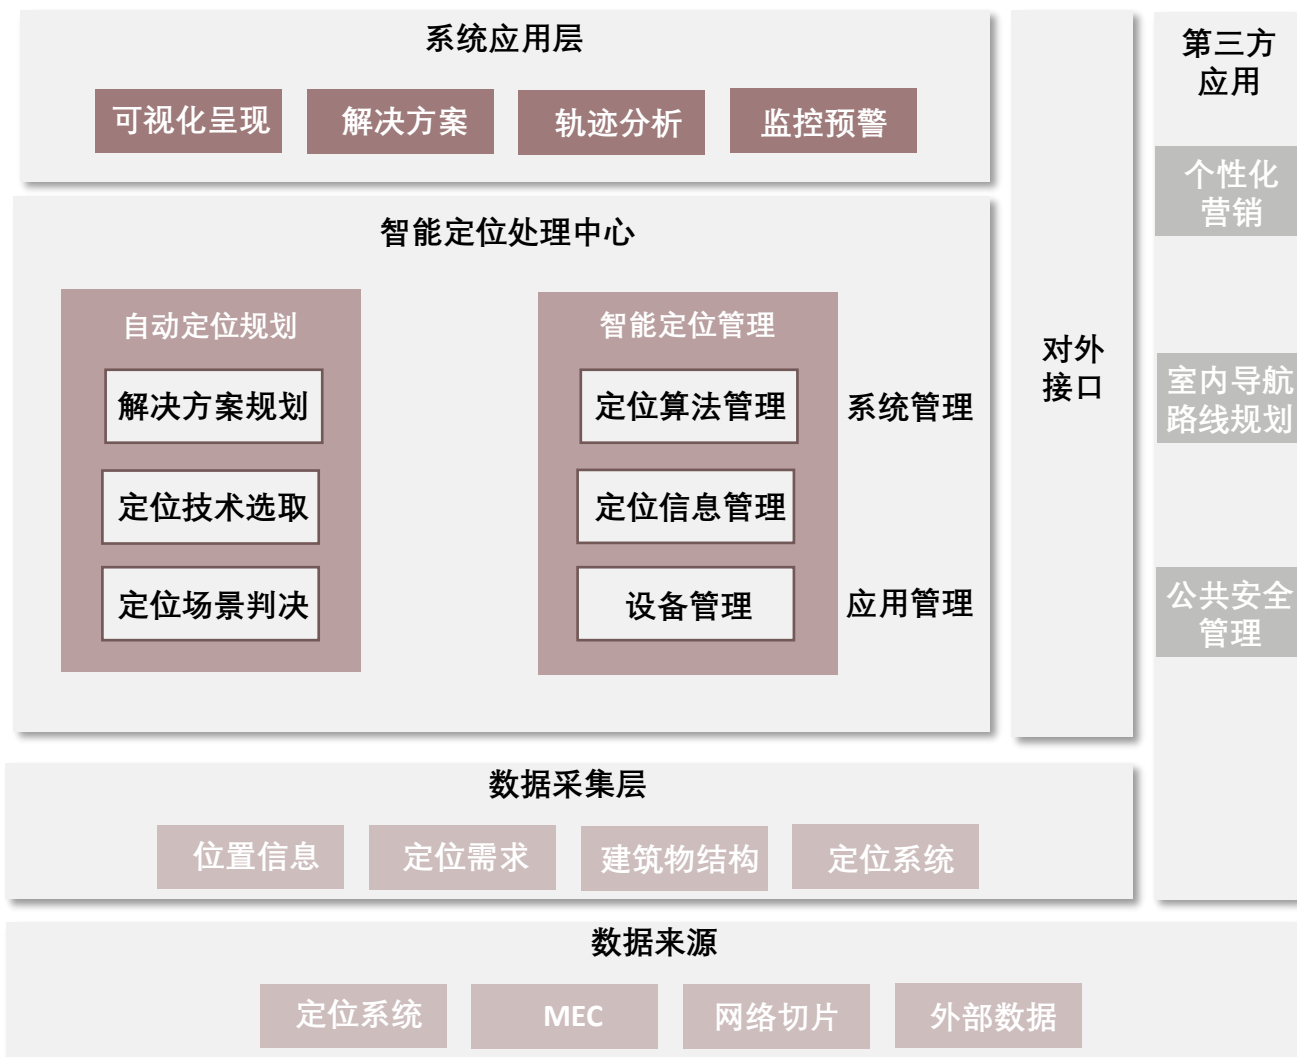 系统应用层
可视化呈现
解决方案
轨迹分析
监控预警
智能定位处理中心
自动定位规划
解决方案规划
定位技术选取
定位场景判决
智能定位管理
定位算法管理
定位信息管理
设备管理
系统管理
应用管理
对外
接口
第三方
应用
个性化
营销
室内导航
路线规划
公共安全
管理
数据采集层
位置信息
定位需求
建筑物结构
定位系统
数据来源
定位系统
MEC
网络切片
外部数据